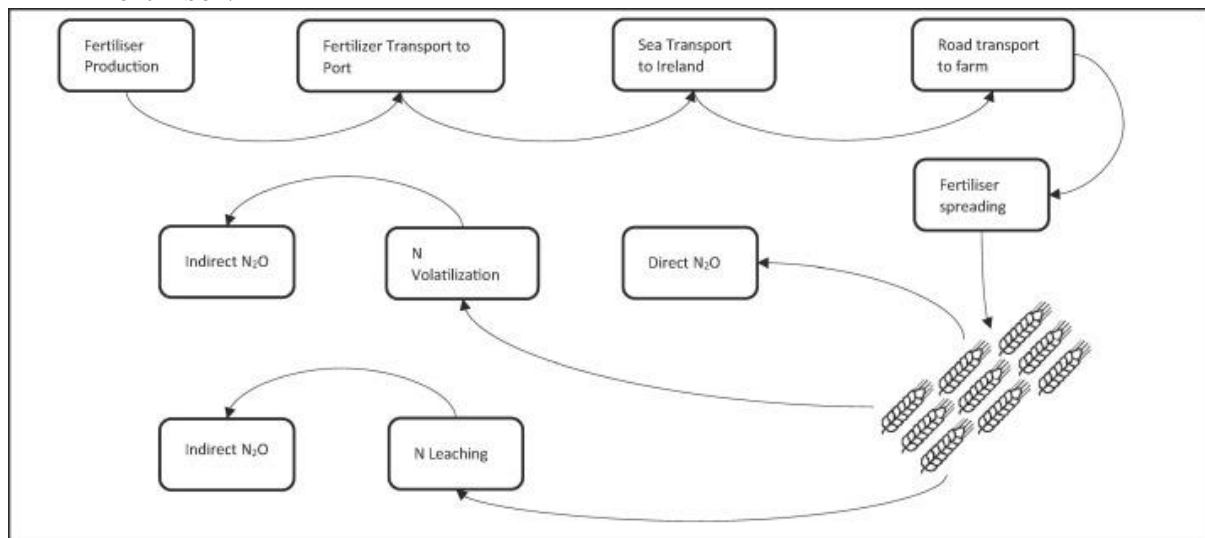 Fertiliser
Production
Fertilizer Transport to
Port
Sea Transport
to Ireland
Road transport
to farm
Fertiliser
spreading
Indirect N₂O
N
Volatilization
Direct N₂O
Indirect N₂O
N Leaching